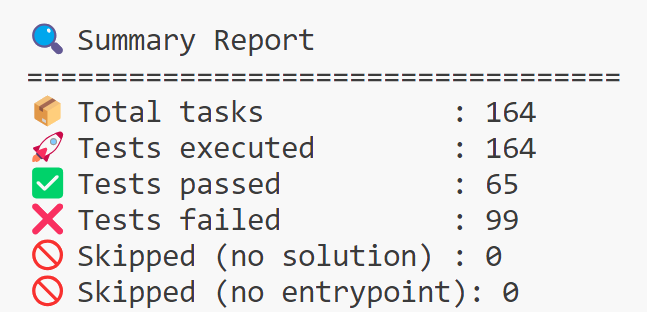 🔍 Summary Report
===================================
📦 Total tasks : 164
🚀 Tests executed : 164
✅ Tests passed : 65
❌ Tests failed : 99
🚫 Skipped (no solution) : 0
🚫 Skipped (no entrypoint): 0